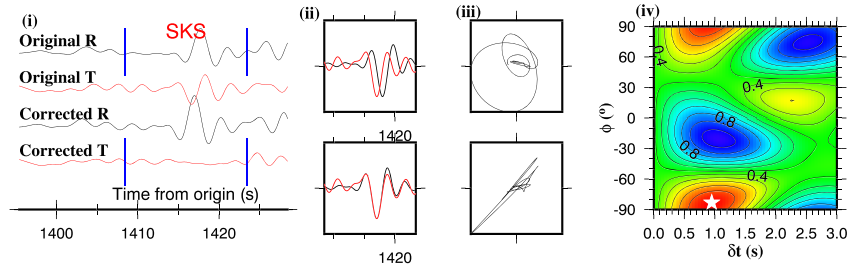 (i)
SKS
Original R
Original T
Corrected R
Corrected T
Time from origin (s)
1400 1410 1420
(ii)
1420
1420
(iii)
(iv)
90
60
30
0
-30
-60
-90
ϕ (°)
0.4
0.4
0.8
0.8
0.4
0.0 0.5 1.0 1.5 2.0 2.5 3.0
δt (s)